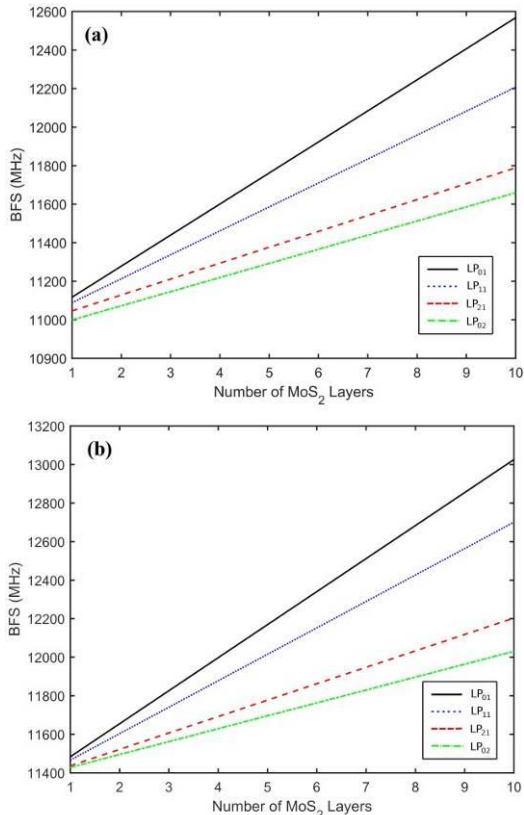 (a)
BFS (MHz)
12600
12400
12200
11800
11600
11400
11200
11000
10900
1 2 3 4 5 6 7 8 9 10
Number of MoS₂ Layers
LP₀₁
LP₁₁
LP₂₁
LP₀₂
(b)
BFS (MHz)
13200
13000
12800
12600
12400
12200
12000
11800
11600
11400
1 2 3 4 5 6 7 8 9 10
Number of MoS₂ Layers
LP₀₁
LP₁₁
LP₂₁
LP₀₂